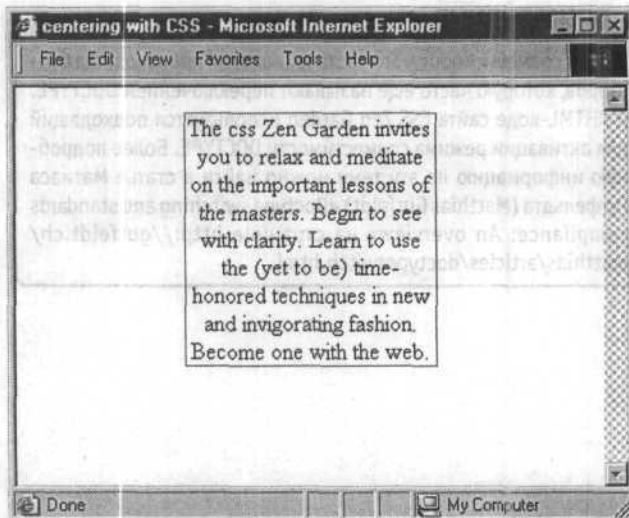 centering with CSS - Microsoft Internet Explorer
File Edit View Favorites Tools Help
The css Zen Garden invites
you to relax and meditate
on the important lessons of
the masters. Begin to see
with clarity. Learn to use
the (yet to be) time-
honored techniques in new
and invigorating fashion.
Become one with the web.
Done My Computer